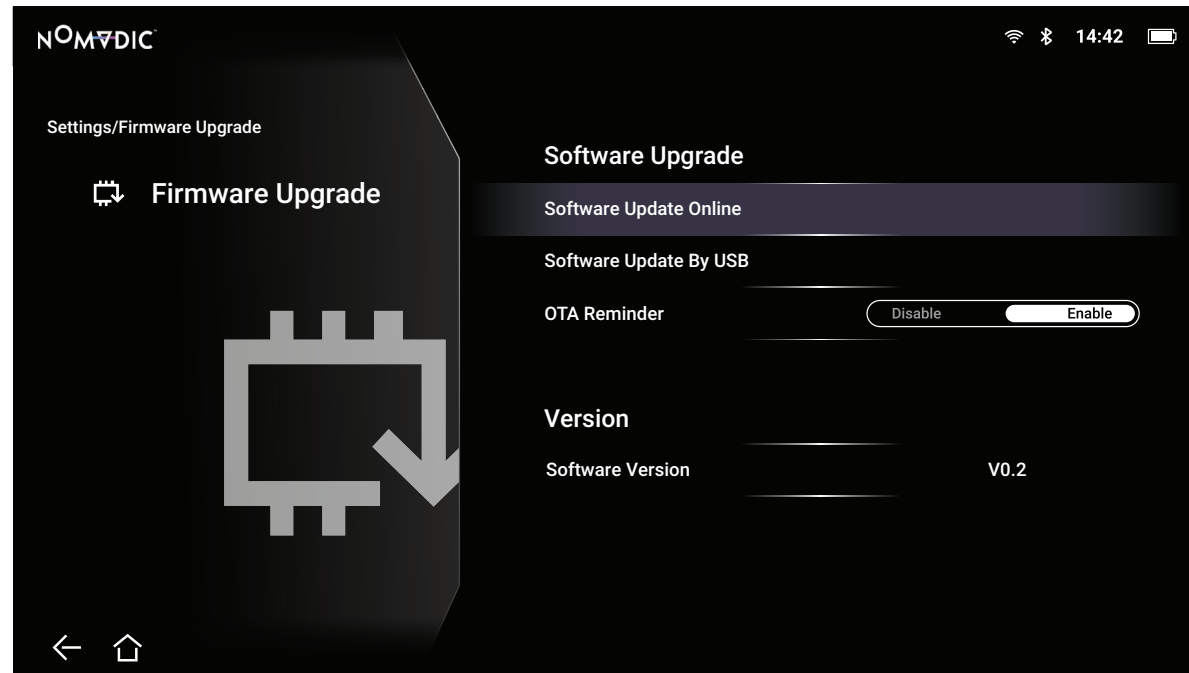 NOMADIC™
14:42
Settings/Firmware Upgrade
Firmware Upgrade
Software Upgrade
Software Update Online
Software Update By USB
OTA Reminder Disable Enable
Version
Software Version V0.2